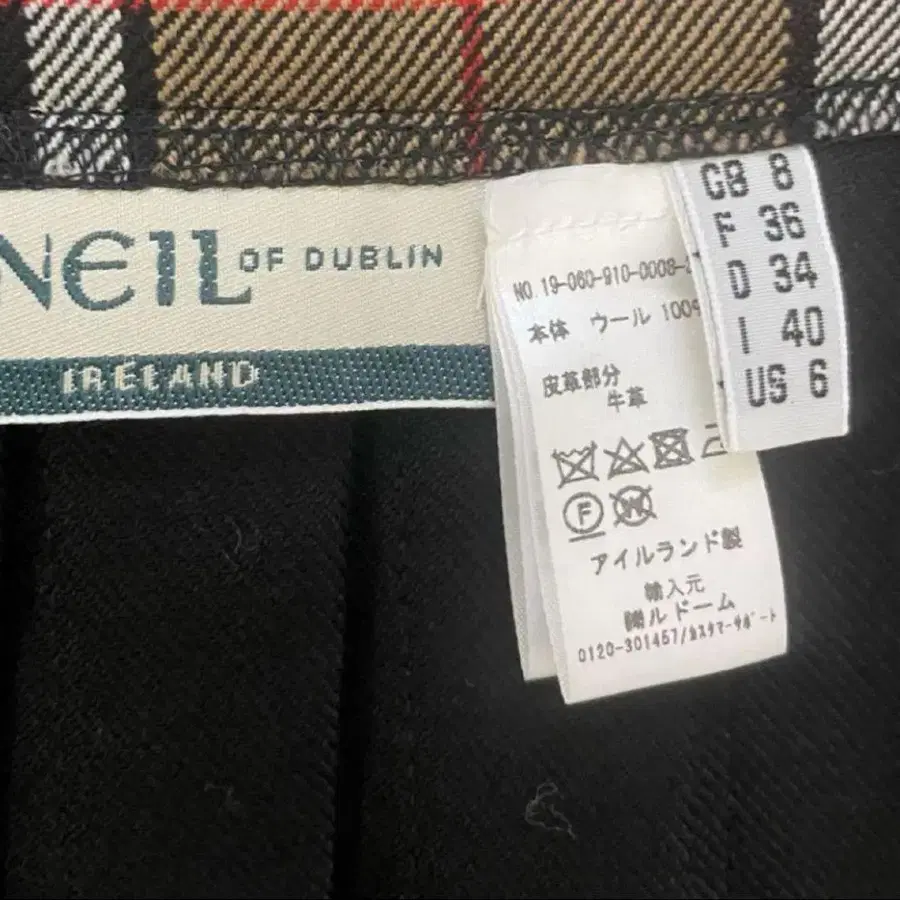 NEIL OF DUBLIN
IRELAND
NO.19-060-910-0008-
本体 ウール 100%
皮革部分
牛革
F W
アイルランド製
輸入元
㈱ルドーム
0120-301457/カスタマーサポート
GB 8
F 36
D 34
I 40
US 6